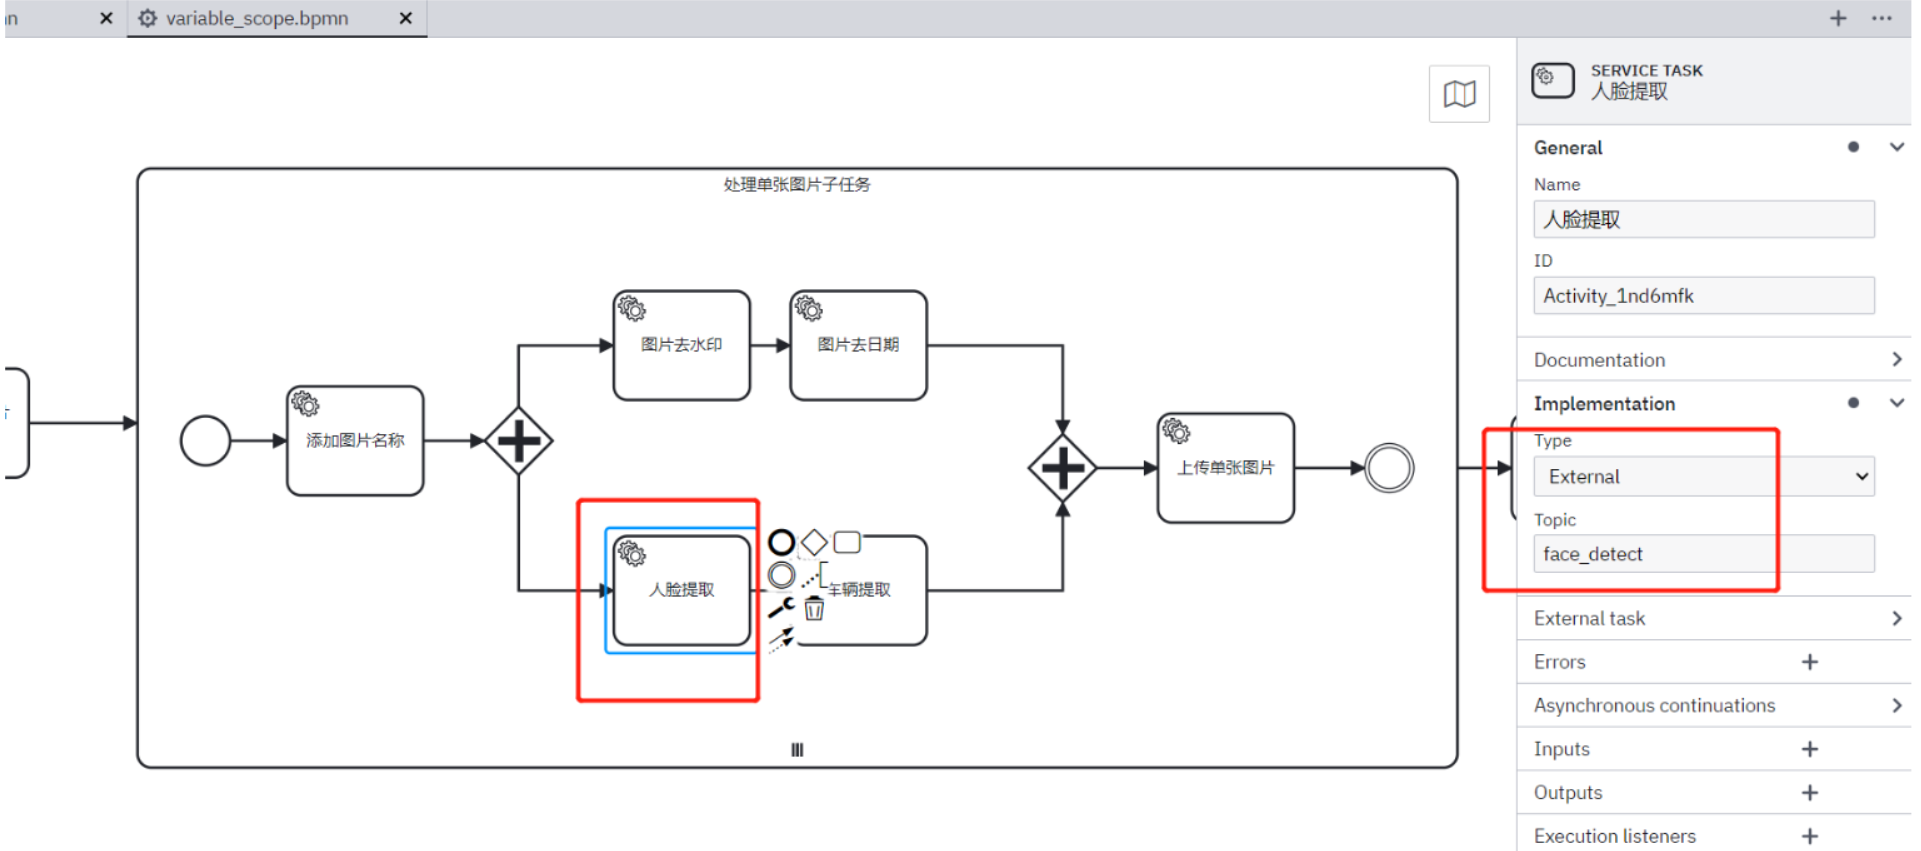 variable_scope.bpmn
SERVICE TASK
人脸提取
General
Name
人脸提取
ID
Activity_1nd6mfk
Documentation
Implementation
Type
External
Topic
face_detect
External task
Errors
Asynchronous continuations
Inputs
Outputs
Execution listeners
处理单张图片子任务
添加图片名称
图片去水印
图片去日期
人脸提取
车辆提取
上传单张图片